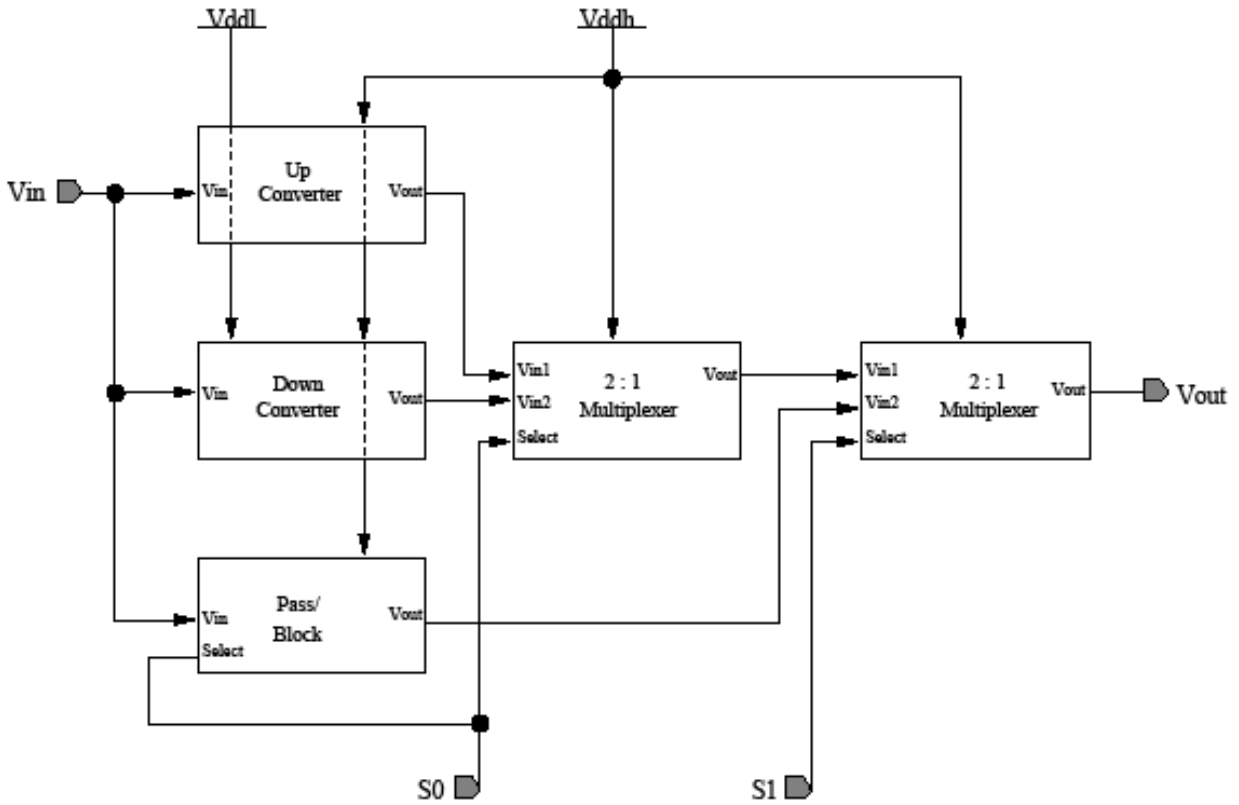 Vddl
Vddh
Vin
Vin
Up
Converter
Vout
Vin
Down
Converter
Vout
Vin1
Vin2
Select
2 : 1
Multiplexer
Vout
Vin1
Vin2
Select
2 : 1
Multiplexer
Vout
Vout
Vin
Select
Pass/
Block
Vout
S0
S1